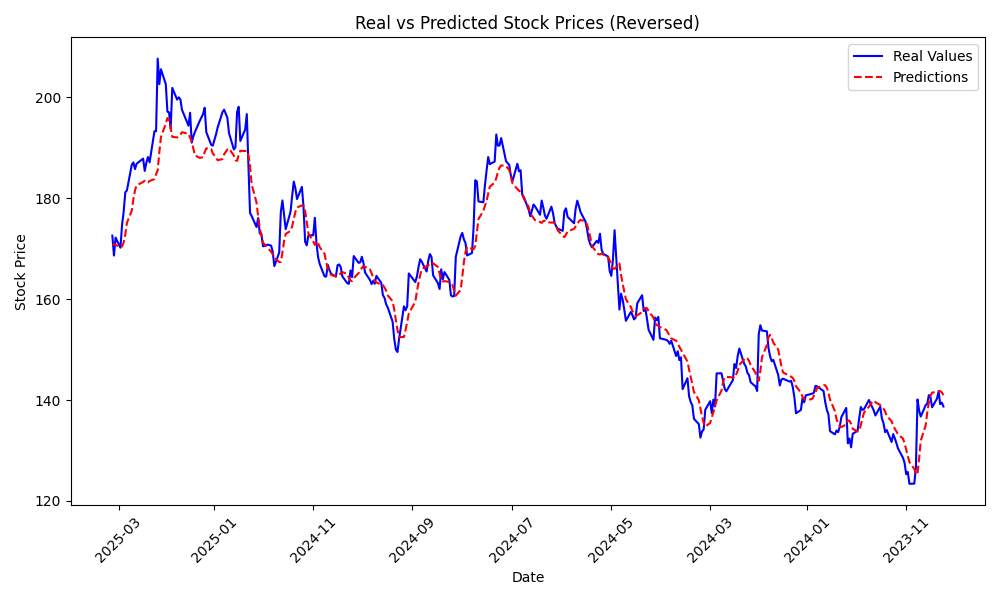 Real vs Predicted Stock Prices (Reversed)
Real Values
Predictions
Stock Price
200
180
160
140
120
2025-03
2025-01
2024-11
2024-09
2024-07
2024-05
2024-03
2024-01
2023-11
Date